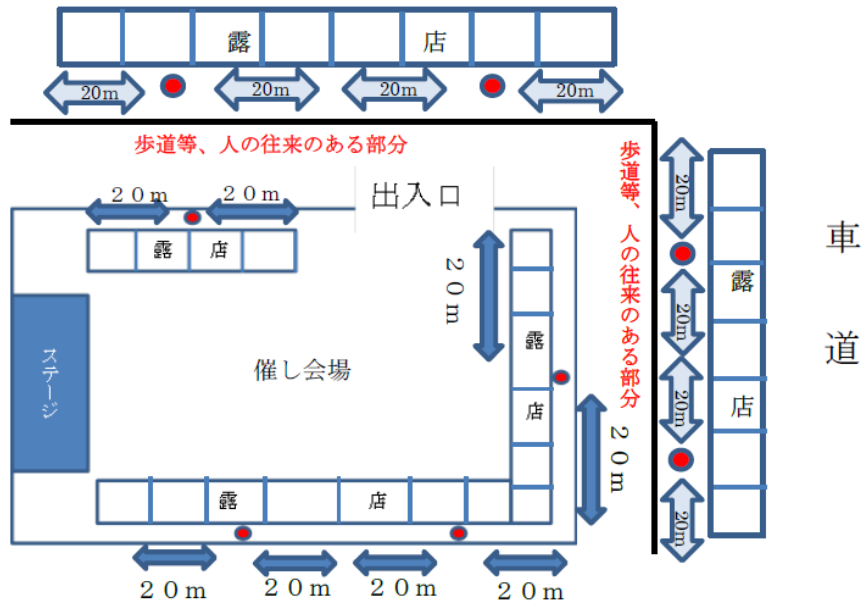 露 店
20m 20m 20m 20m
歩道等、人の往来のある部分
歩道等、人の往来のある部分
出入口
２０ｍ ２０ｍ
露 店
２０ｍ
ステージ
催し会場
露
店
２０ｍ
露 店
２０ｍ ２０ｍ ２０ｍ ２０ｍ
20m
20m
20m
20m
露
店
車
道